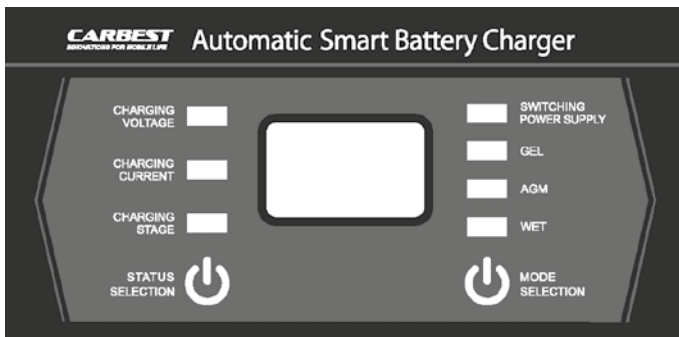 CARBEST Automatic Smart Battery Charger
INNOVATIONS FOR MOBILE LIFE
CHARGING
VOLTAGE
CHARGING
CURRENT
CHARGING
STAGE
STATUS
SELECTION
SWITCHING
POWER SUPPLY
GEL
AGM
WET
MODE
SELECTION